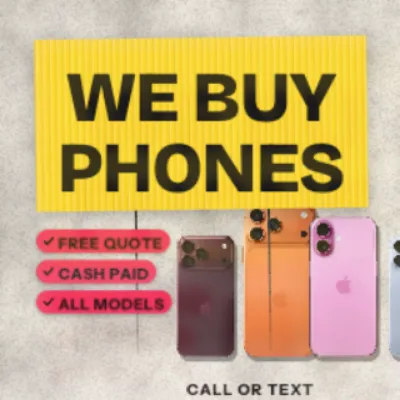 WE BUY
PHONES
✓ FREE QUOTE
✓ CASH PAID
✓ ALL MODELS
CALL OR TEXT